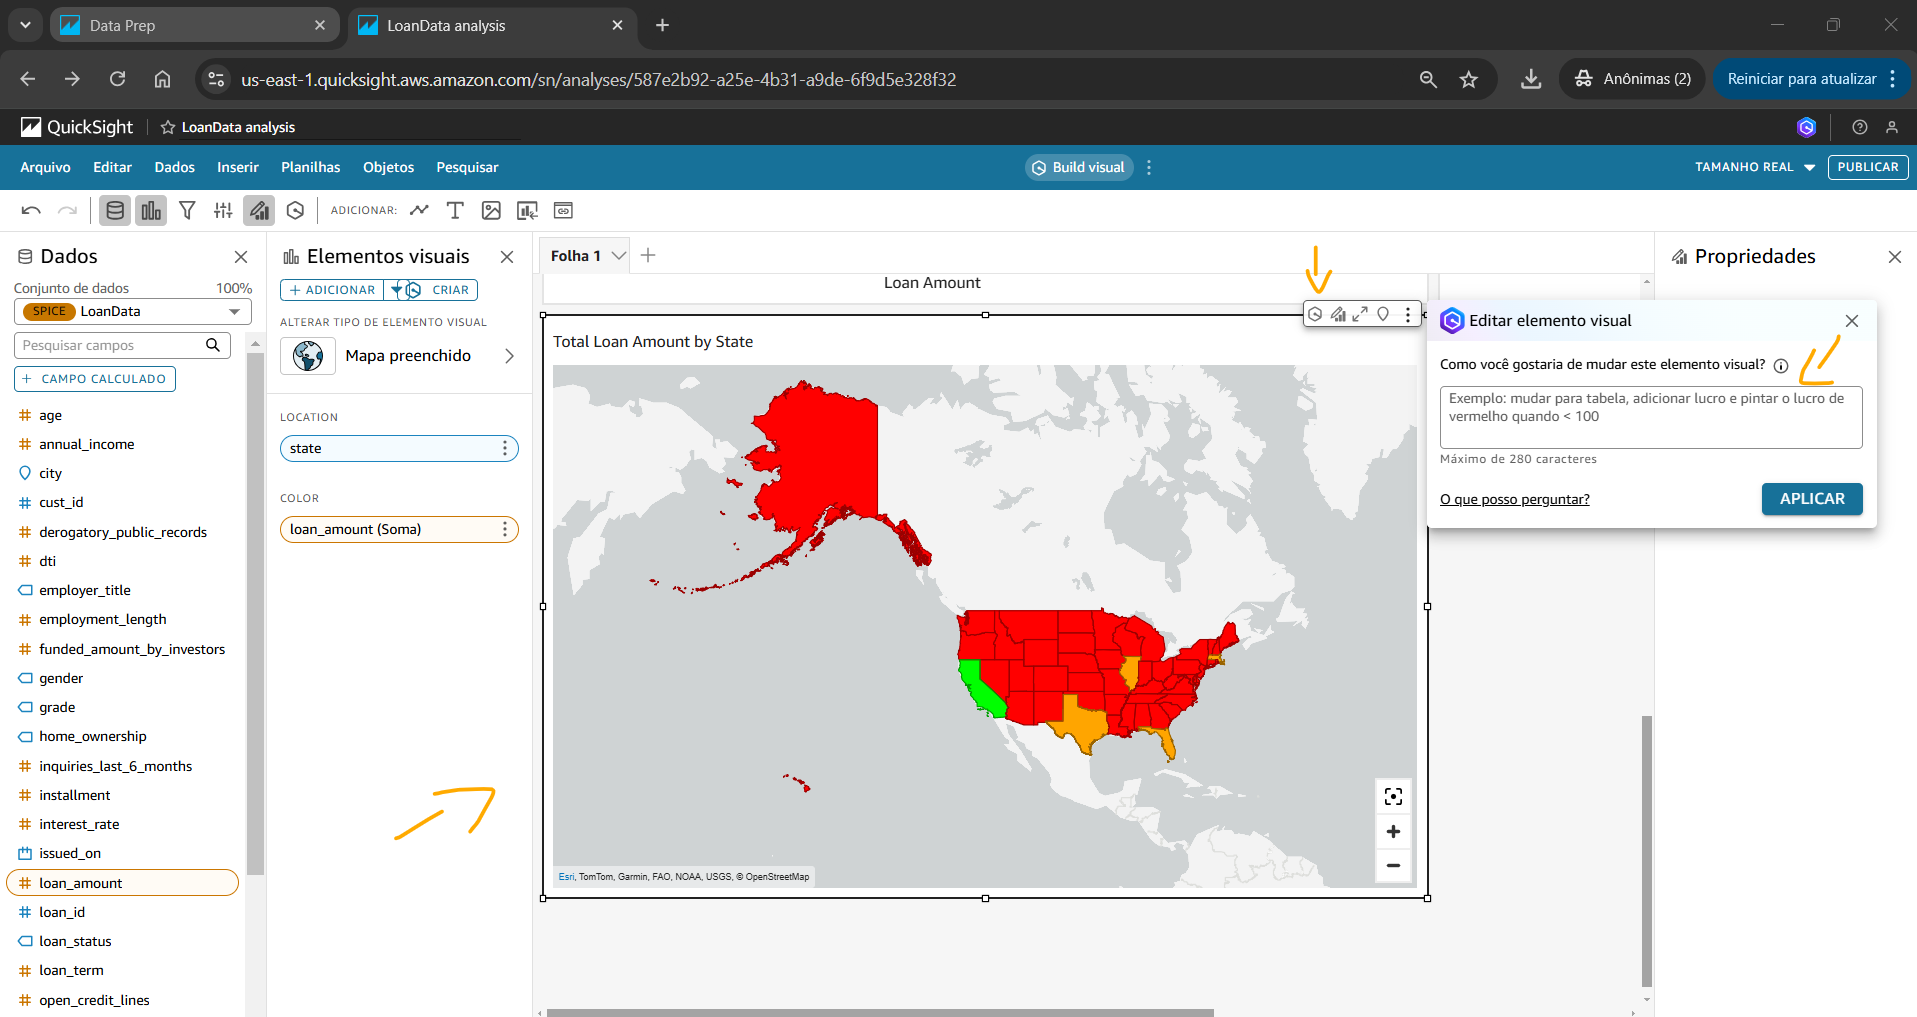 Data Prep
LoanData analysis
us-east-1.quicksight.aws.amazon.com/sn/analyses/587e2b92-a25e-4b31-a9de-6f9d5e328f32
Anônimas (2)
Reiniciar para atualizar
QuickSight
LoanData analysis
Arquivo Editar Dados Inserir Planilhas Objetos Pesquisar
Build visual
TAMANHO REAL
PUBLICAR
ADICIONAR:
Dados
Conjunto de dados 100%
SPICE LoanData
Pesquisar campos
+ CAMPO CALCULADO
age
annual_income
city
cust_id
derogatory_public_records
dti
employer_title
employment_length
funded_amount_by_investors
gender
grade
home_ownership
inquiries_last_6_months
installment
interest_rate
issued_on
loan_amount
loan_id
loan_status
loan_term
open_credit_lines
Elementos visuais
+ ADICIONAR
CRIAR
ALTERAR TIPO DE ELEMENTO VISUAL
Mapa preenchido
LOCATION
state
COLOR
loan_amount (Soma)
Folha 1
Loan Amount
Total Loan Amount by State
Esri, TomTom, Garmin, FAO, NOAA, USGS, © OpenStreetMap
Propriedades
Editar elemento visual
Como você gostaria de mudar este elemento visual?
Exemplo: mudar para tabela, adicionar lucro e pintar o lucro de
vermelho quando < 100
Máximo de 280 caracteres
O que posso perguntar?
APLICAR